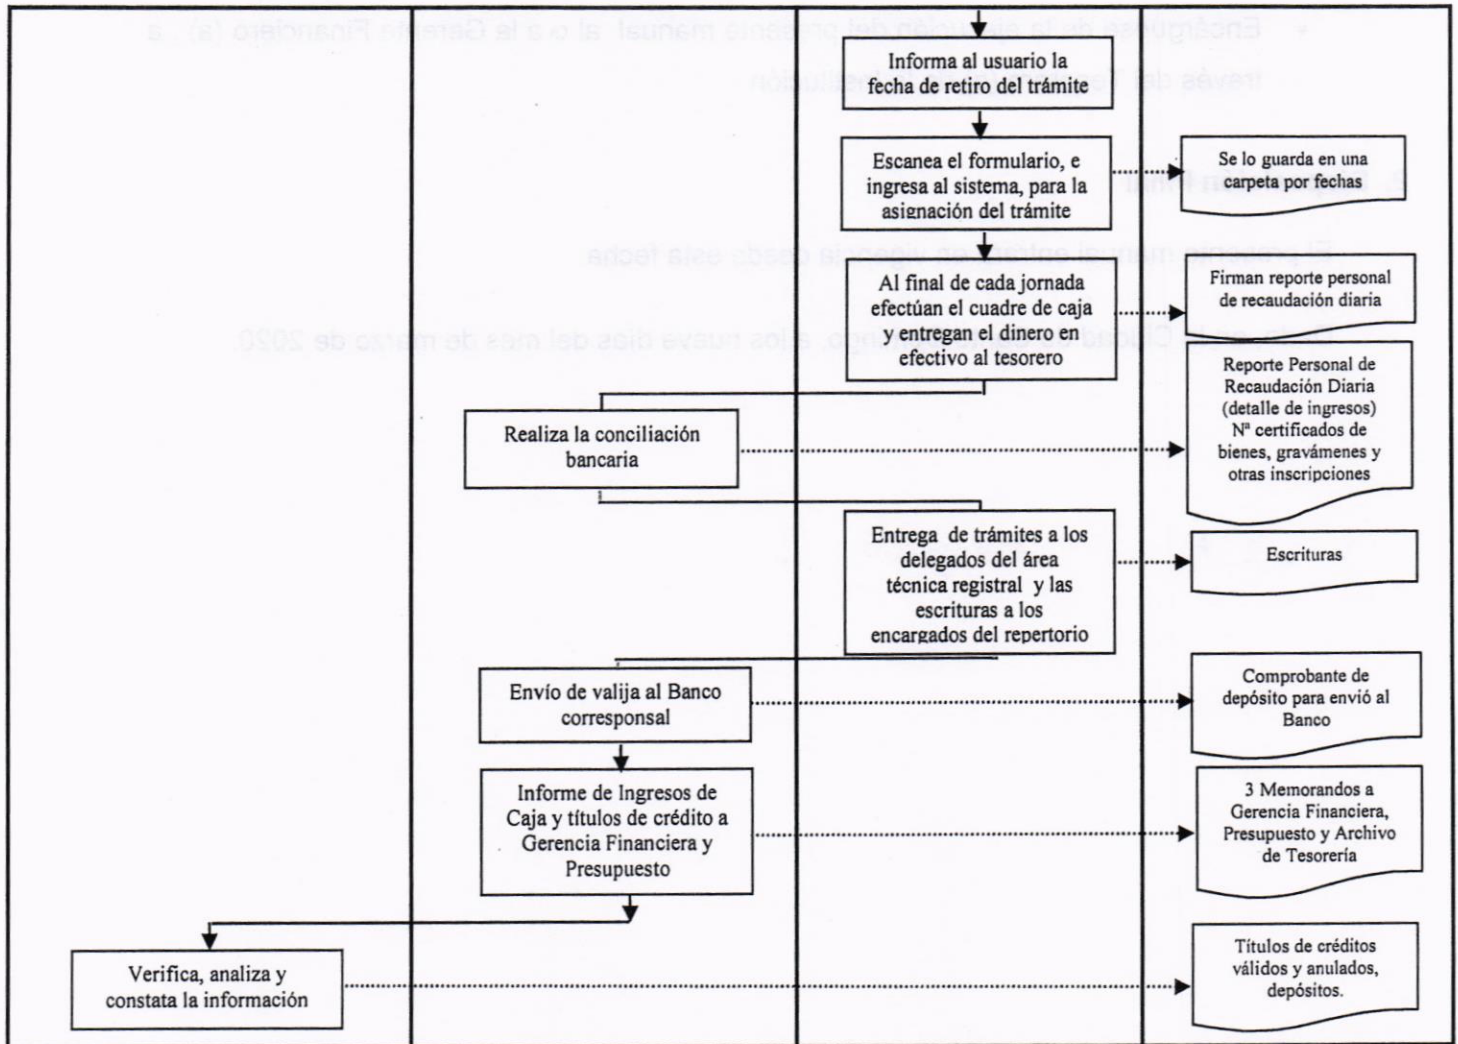 Informa al usuario la
fecha de retiro del trámite
Escanea el formulario, e
ingresa al sistema, para la
asignación del trámite
Se lo guarda en una
carpeta por fechas
Al final de cada jornada
efectúan el cuadre de caja
y entregan el dinero en
efectivo al tesorero
Firman reporte personal
de recaudación diaria
Realiza la conciliación
bancaria
Reporte Personal de
Recaudación Diaria
(detalle de ingresos)
Nª certificados de
bienes, gravámenes y
otras inscripciones
Entrega de trámites a los
delegados del área
técnica registral y las
escrituras a los
encargados del repertorio
Escrituras
Envío de valija al Banco
corresponsal
Comprobante de
depósito para envió al
Banco
Informe de Ingresos de
Caja y títulos de crédito a
Gerencia Financiera y
Presupuesto
3 Memorandos a
Gerencia Financiera,
Presupuesto y Archivo
de Tesorería
Verifica, analiza y
constata la información
Títulos de créditos
válidos y anulados,
depósitos.